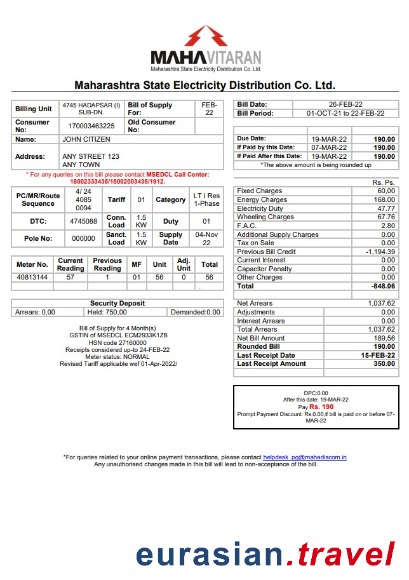 MAHAVITARAN
Maharashtra State Electricity Distribution Co. Ltd.
Maharashtra State Electricity Distribution Co. Ltd.
Billing Unit 4745 HADAPSAR (I) SUB-DN. Bill of Supply For: FEB-22
Consumer No: 170003463225 Old Consumer No:
Name: JOHN CITIZEN
Address: ANY STREET 123
ANY TOWN
* For any queries on this bill please contact MSEDCL Call Center:
18002333435/18002003435/1912.
PC/MR/Route Sequence 4/ 24 4085 0094 Tariff 01 Category LT I Res 1-Phase
DTC: 4745088 Conn. Load 1.5 KW Duty 01
Pole No: 000000 Sanct. Load 1.5 KW Supply Date 04-Nov 22
Meter No. Current Reading Previous Reading MF Unit Adj. Unit Total
40813144 57 1 01 56 0 56
Security Deposit
Arrears: 0,00 Held: 750,00 Demanded:0.00
Bill of Supply for 4 Month(s)
GSTIN of MSEDCL ECM2933K1ZB
HSN code 27160000
Receipts considered up-to 24-FEB-22
Meter status: NORMAL
Revised Tariff applicable wef 01-Apr-2022/
Bill Date: 26-FEB-22
Bill Period: 01-OCT-21 to 22-FEB-22
Due Date: 19-MAR-22 190.00
If Paid by this Date: 07-MAR-22 190.00
If Paid After this Date: 19-MAR-22 190.00
*The above amount is being rounded up
Rs. Ps.
Fixed Charges 60,00
Energy Charges 168.00
Electricity Duty 47.77
Wheeling Charges 67.76
F.A.C. 2.80
Additional Supply Charges 0.00
Tax on Sale 0.00
Previous Bill Credit -1,194.39
Current Interest 0.00
Capacitor Penalty 0.00
Other Charges 0.00
Total -848.06
Net Arrears 1,037,62
Adjustments 0.00
Interest Arrears 0.00
Total Arrears 1,037.62
Net Bill Amount 189,56
Rounded Bill 190.00
Last Receipt Date 15-FEB-22
Last Receipt Amount 350.00
DPC:0.00
After this date: 19-MAR-22
Pay Rs. 190
Prompt Payment Discount: Rs.0.00,if bill is paid on or before 07-MAR-22
*For queries related to your online payment transactions, please contact helpdesk_pg@mahadiscom.in
Any unauthorised changes made in this bill will lead to non-acceptance of the bill.
eurasian.travel